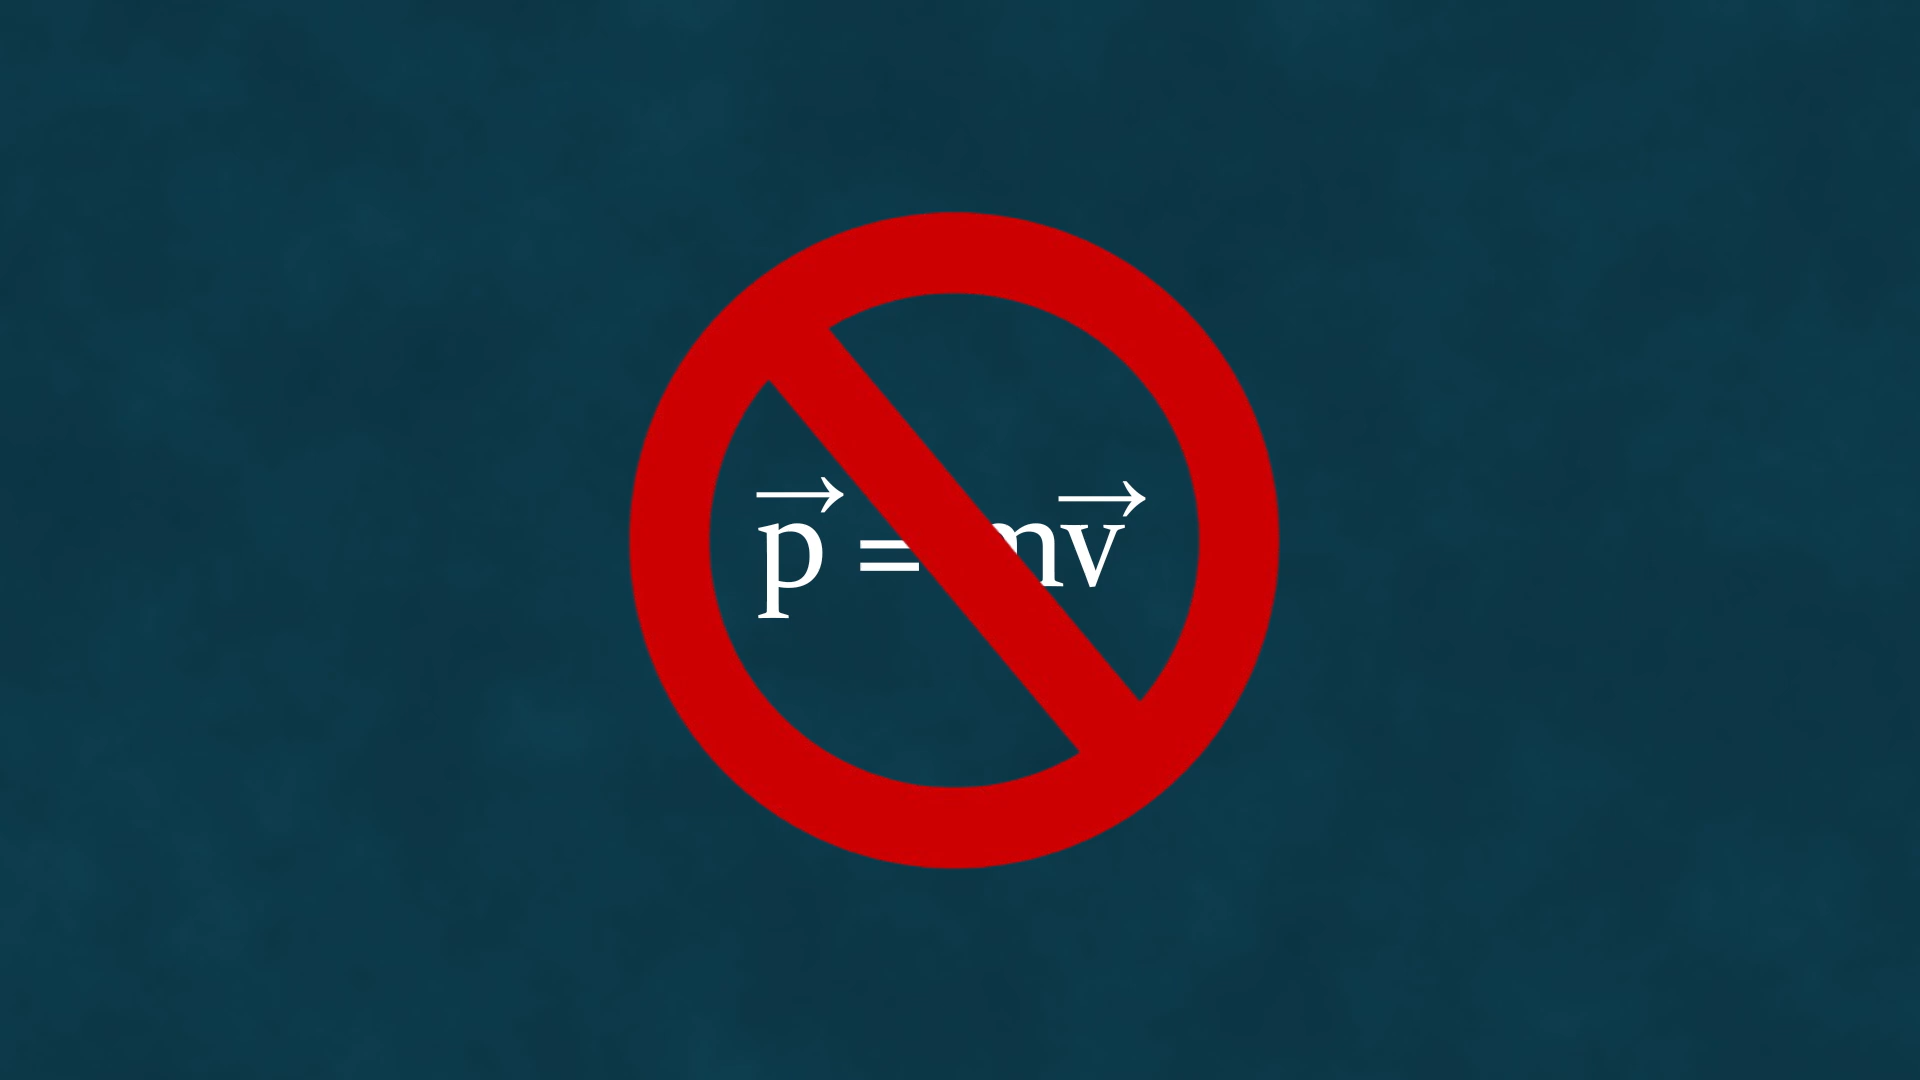 p⃗ = mv⃗